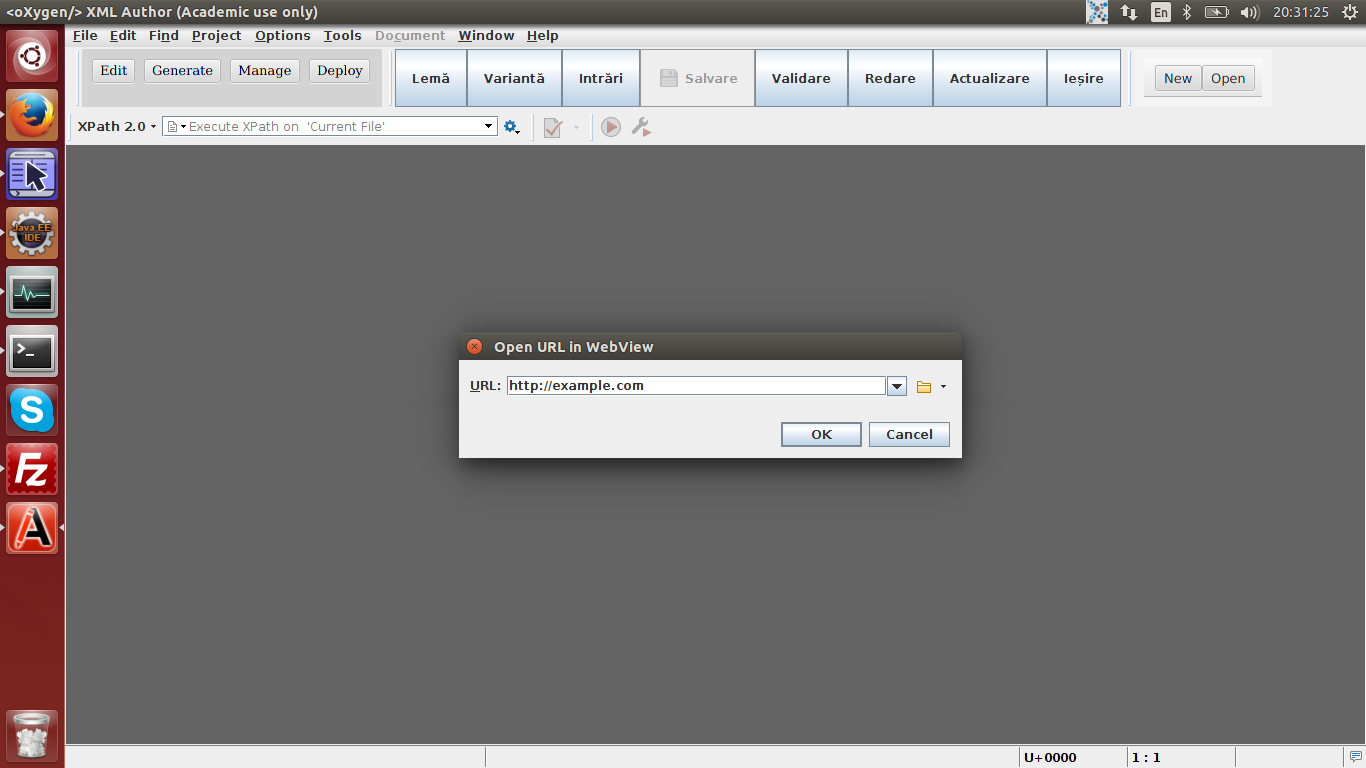 <oXygen/> XML Author (Academic use only)
En
20:31:25
File Edit Find Project Options Tools Document Window Help
Edit Generate Manage Deploy
Lemă Variantă Intrări Salvare Validare Redare Actualizare Ieșire
New Open
XPath 2.0 Execute XPath on 'Current File'
Java EE
IDE
Open URL in WebView
URL: http://example.com
OK Cancel
S
Fz
A
U+0000 1 : 1